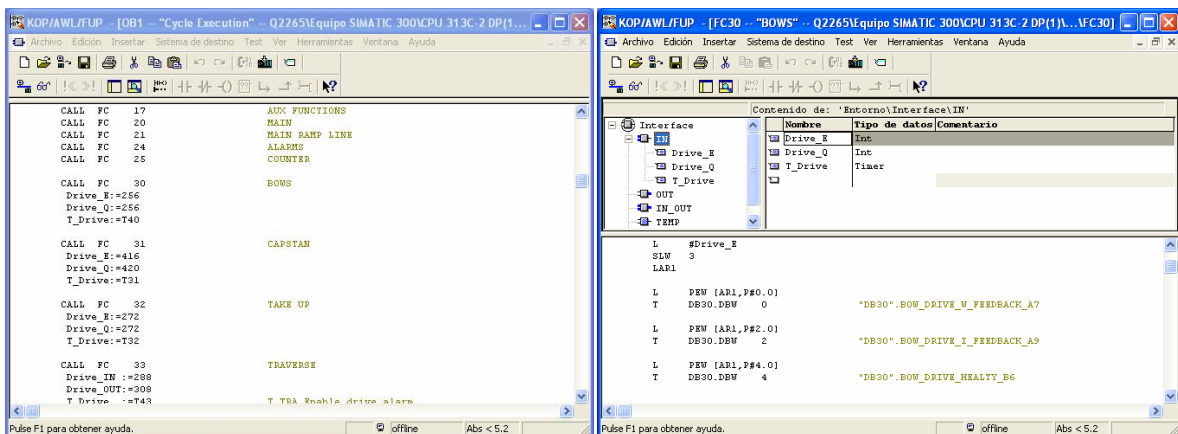 KOP/AWL/FUP - [OB1 -- "Cycle Execution" -- Q2265\Equipo SIMATIC 300\CPU 313C-2 DP(1...
Archivo Edición Insertar Sistema de destino Test Ver Herramientas Ventana Ayuda
CALL FC 17 AUX FUNCTIONS
CALL FC 20 MAIN
CALL FC 21 MAIN RAMP LINE
CALL FC 24 ALARMS
CALL FC 25 COUNTER
CALL FC 30 BOWS
Drive_E:=256
Drive_Q:=256
T_Drive:=T40
CALL FC 31 CAPSTAN
Drive_E:=416
Drive_Q:=420
T_Drive:=T31
CALL FC 32 TAKE UP
Drive_E:=272
Drive_Q:=272
T_Drive:=T32
CALL FC 33 TRAVERSE
Drive_IN :=288
Drive_OUT:=308
T_Drive :=T43 T_TRA Enable drive alarm
Pulse F1 para obtener ayuda. offline Abs < 5.2
KOP/AWL/FUP - [FC30 -- "BOWS" -- Q2265\Equipo SIMATIC 300\CPU 313C-2 DP(1)\...\FC30]
Archivo Edición Insertar Sistema de destino Test Ver Herramientas Ventana Ayuda
Contenido de: 'Entorno\Interface\IN'
Interface
IN
Drive_E
Drive_Q
T_Drive
OUT
IN_OUT
TEMP
Nombre Tipo de datos Comentario
Drive_E Int
Drive_Q Int
T_Drive Timer
L #Drive_E
SLW 3
LAR1
L PEW [AR1,P#0.0]
T DB30.DBW 0 "DB30".BOW_DRIVE_W_FEEDBACK_A7
L PEW [AR1,P#2.0]
T DB30.DBW 2 "DB30".BOW_DRIVE_I_FEEDBACK_A9
L PEW [AR1,P#4.0]
T DB30.DBW 4 "DB30".BOW_DRIVE_HEALTY_B6
Pulse F1 para obtener ayuda. offline Abs < 5.2